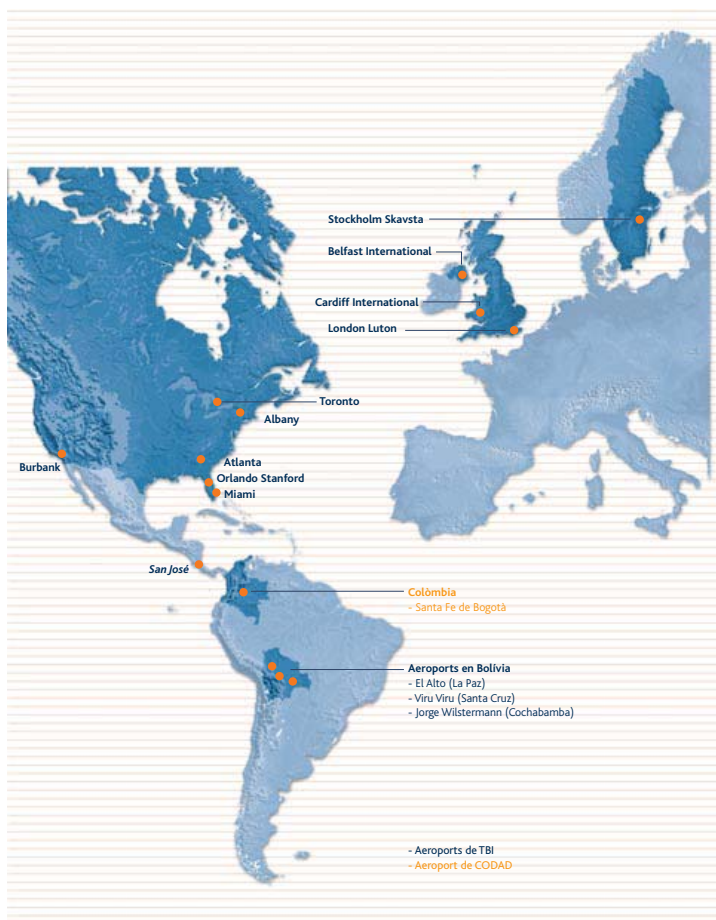 Stockholm Skavsta
Belfast International
Cardiff International
London Luton
Toronto
Albany
Burbank
Atlanta
Orlando Stanford
Miami
San José
Colòmbia
- Santa Fe de Bogotà
Aeroports en Bolívia
- El Alto (La Paz)
- Viru Viru (Santa Cruz)
- Jorge Wilstermann (Cochabamba)
- Aeroports de TBI
- Aeroport de CODAD